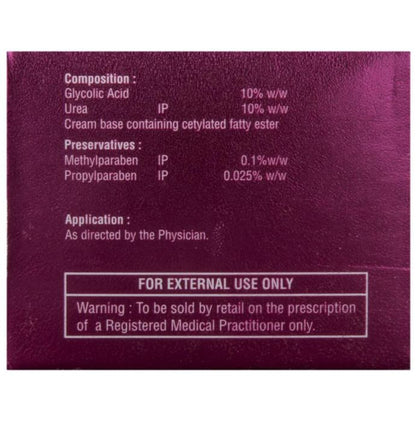 Composition :
Glycolic Acid 10% w/w
Urea IP 10% w/w
Cream base containing cetylated fatty ester
Preservatives :
Methylparaben IP 0.1%w/w
Propylparaben IP 0.025% w/w
Application :
As directed by the Physician.
FOR EXTERNAL USE ONLY
Warning : To be sold by retail on the prescription
of a Registered Medical Practitioner only.